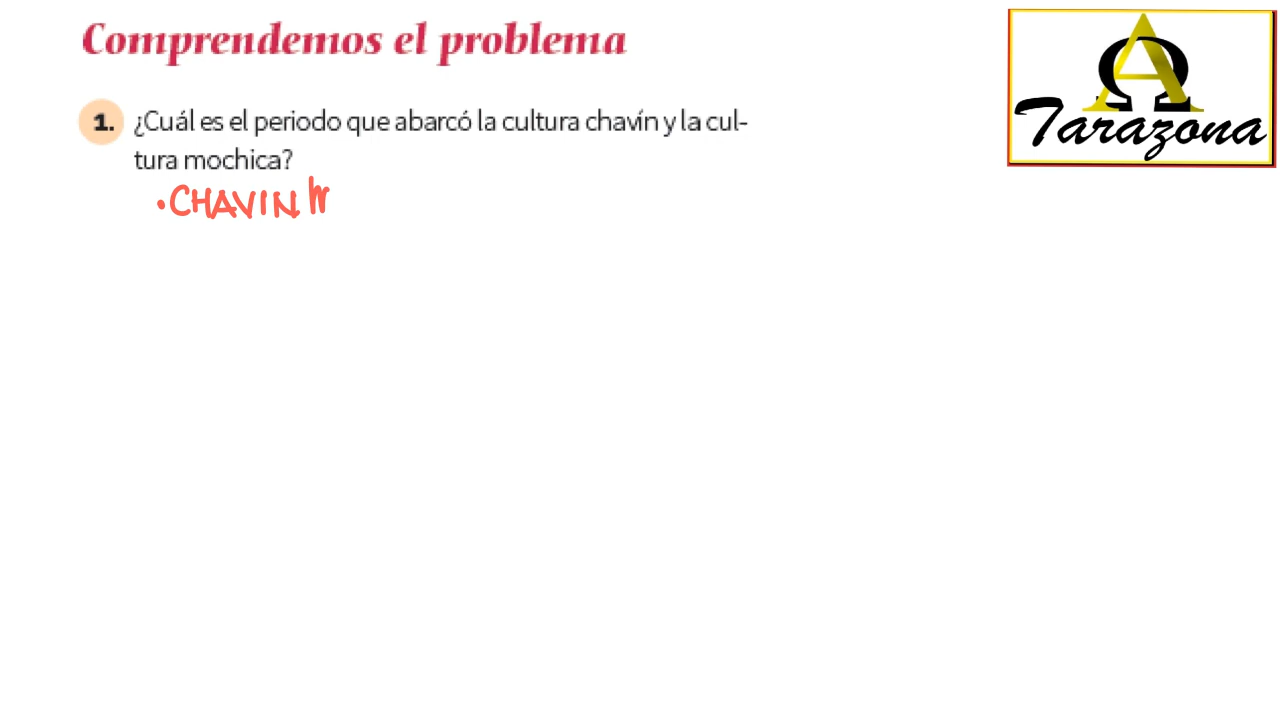 Comprendemos el problema
1. ¿Cuál es el periodo que abarcó la cultura chavín y la cul-
tura mochica?
•CHAVIN
AΩ
Tarazona